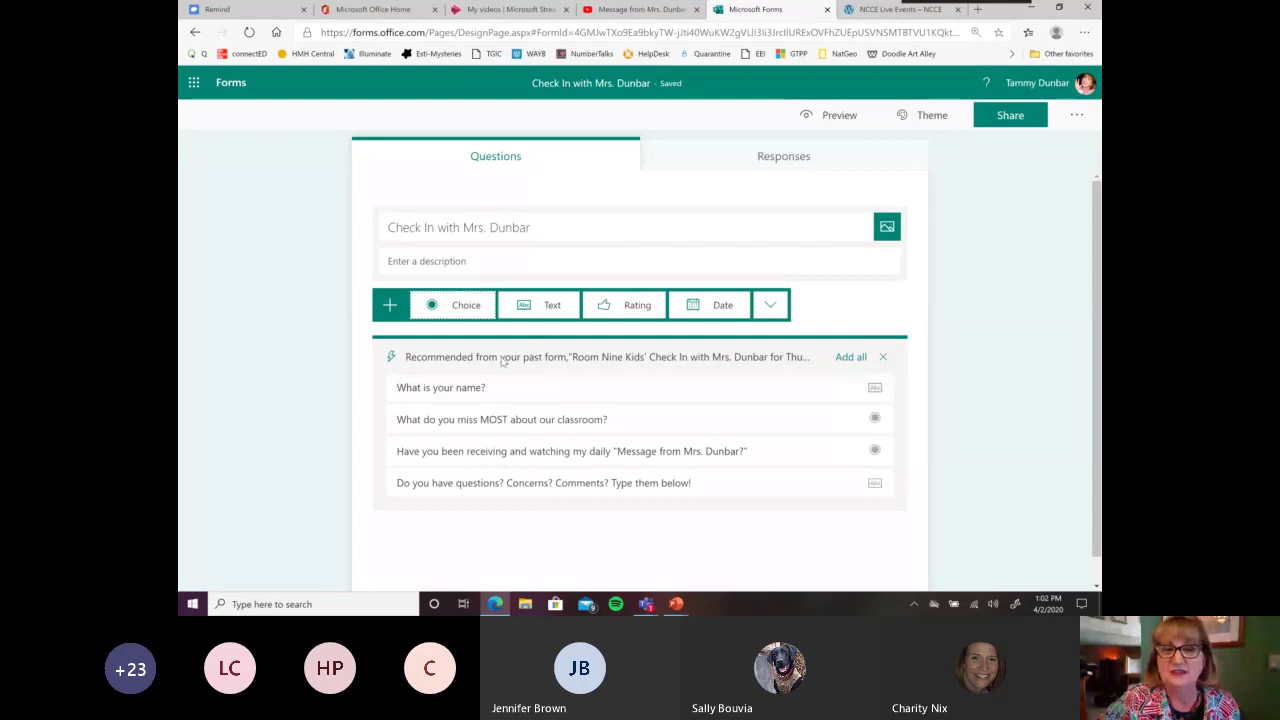 Remind
Microsoft Office Home
My videos | Microsoft Strea
Message from Mrs. Dunba
Microsoft Forms
NCCE Live Events – NCCE
Q
connectED
HMH Central
Illuminate
Esti-Mysteries
TGIC
WAYB
NumberTalks
HelpDesk
Quarantine
EEi
GTPP
NatGeo
Doodle Art Alley
Other favorites
Forms
Check In with Mrs. Dunbar - Saved
?
Tammy Dunbar
Preview
Theme
Share
Questions
Responses
Check In with Mrs. Dunbar
Enter a description
Choice
Abc Text
Rating
Date
Recommended from your past form,"Room Nine Kids' Check In with Mrs. Dunbar for Thu...
Add all
What is your name?
Abc
What do you miss MOST about our classroom?
Have you been receiving and watching my daily "Message from Mrs. Dunbar?"
Do you have questions? Concerns? Comments? Type them below!
Abc
Type here to search
9
1:02 PM
4/2/2020
+23
LC
HP
C
JB
Jennifer Brown
Sally Bouvia
Charity Nix